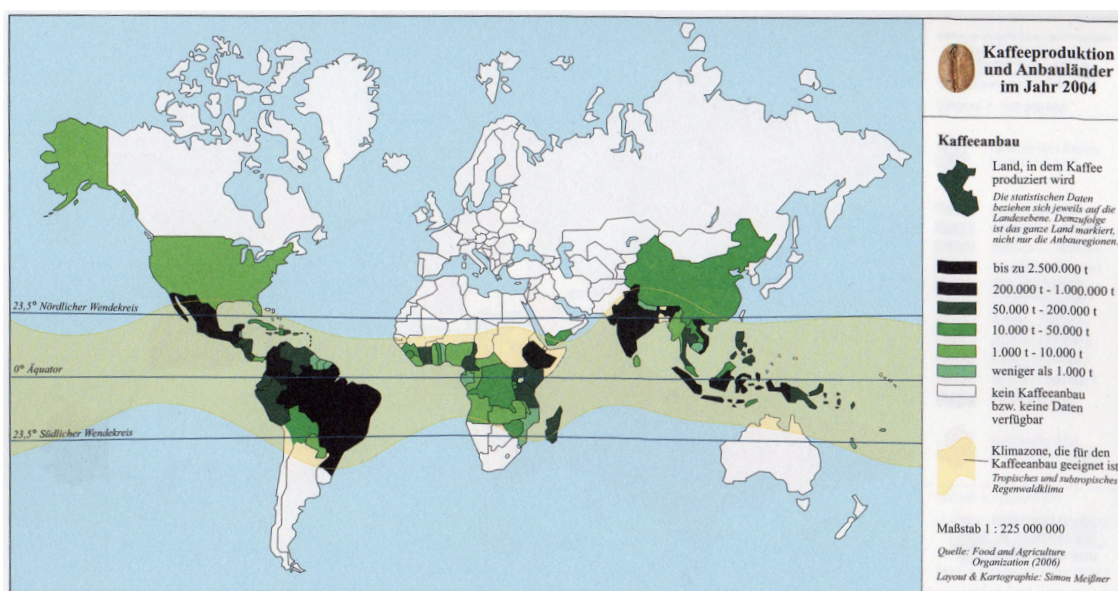 Kaffeeproduktion
und Anbauländer
im Jahr 2004
Kaffeeanbau
Land, in dem Kaffee
produziert wird
Die statistischen Daten
beziehen sich jeweils auf die
Landesebene. Demzufolge
ist das ganze Land markiert,
nicht nur die Anbauregionen.
bis zu 2.500.000 t
200.000 t - 1.000.000 t
50.000 t - 200.000 t
10.000 t - 50.000 t
1.000 t - 10.000 t
weniger als 1.000 t
kein Kaffeeanbau
bzw. keine Daten
verfügbar
Klimazone, die für den
Kaffeeanbau geeignet ist
Tropisches und subtropisches
Regenwaldklima
Maßstab 1 : 225 000 000
Quelle: Food and Agriculture
Organization (2006)
Layout & Kartographie: Simon Meißner
23,5° Nördlicher Wendekreis
0° Äquator
23,5° Südlicher Wendekreis